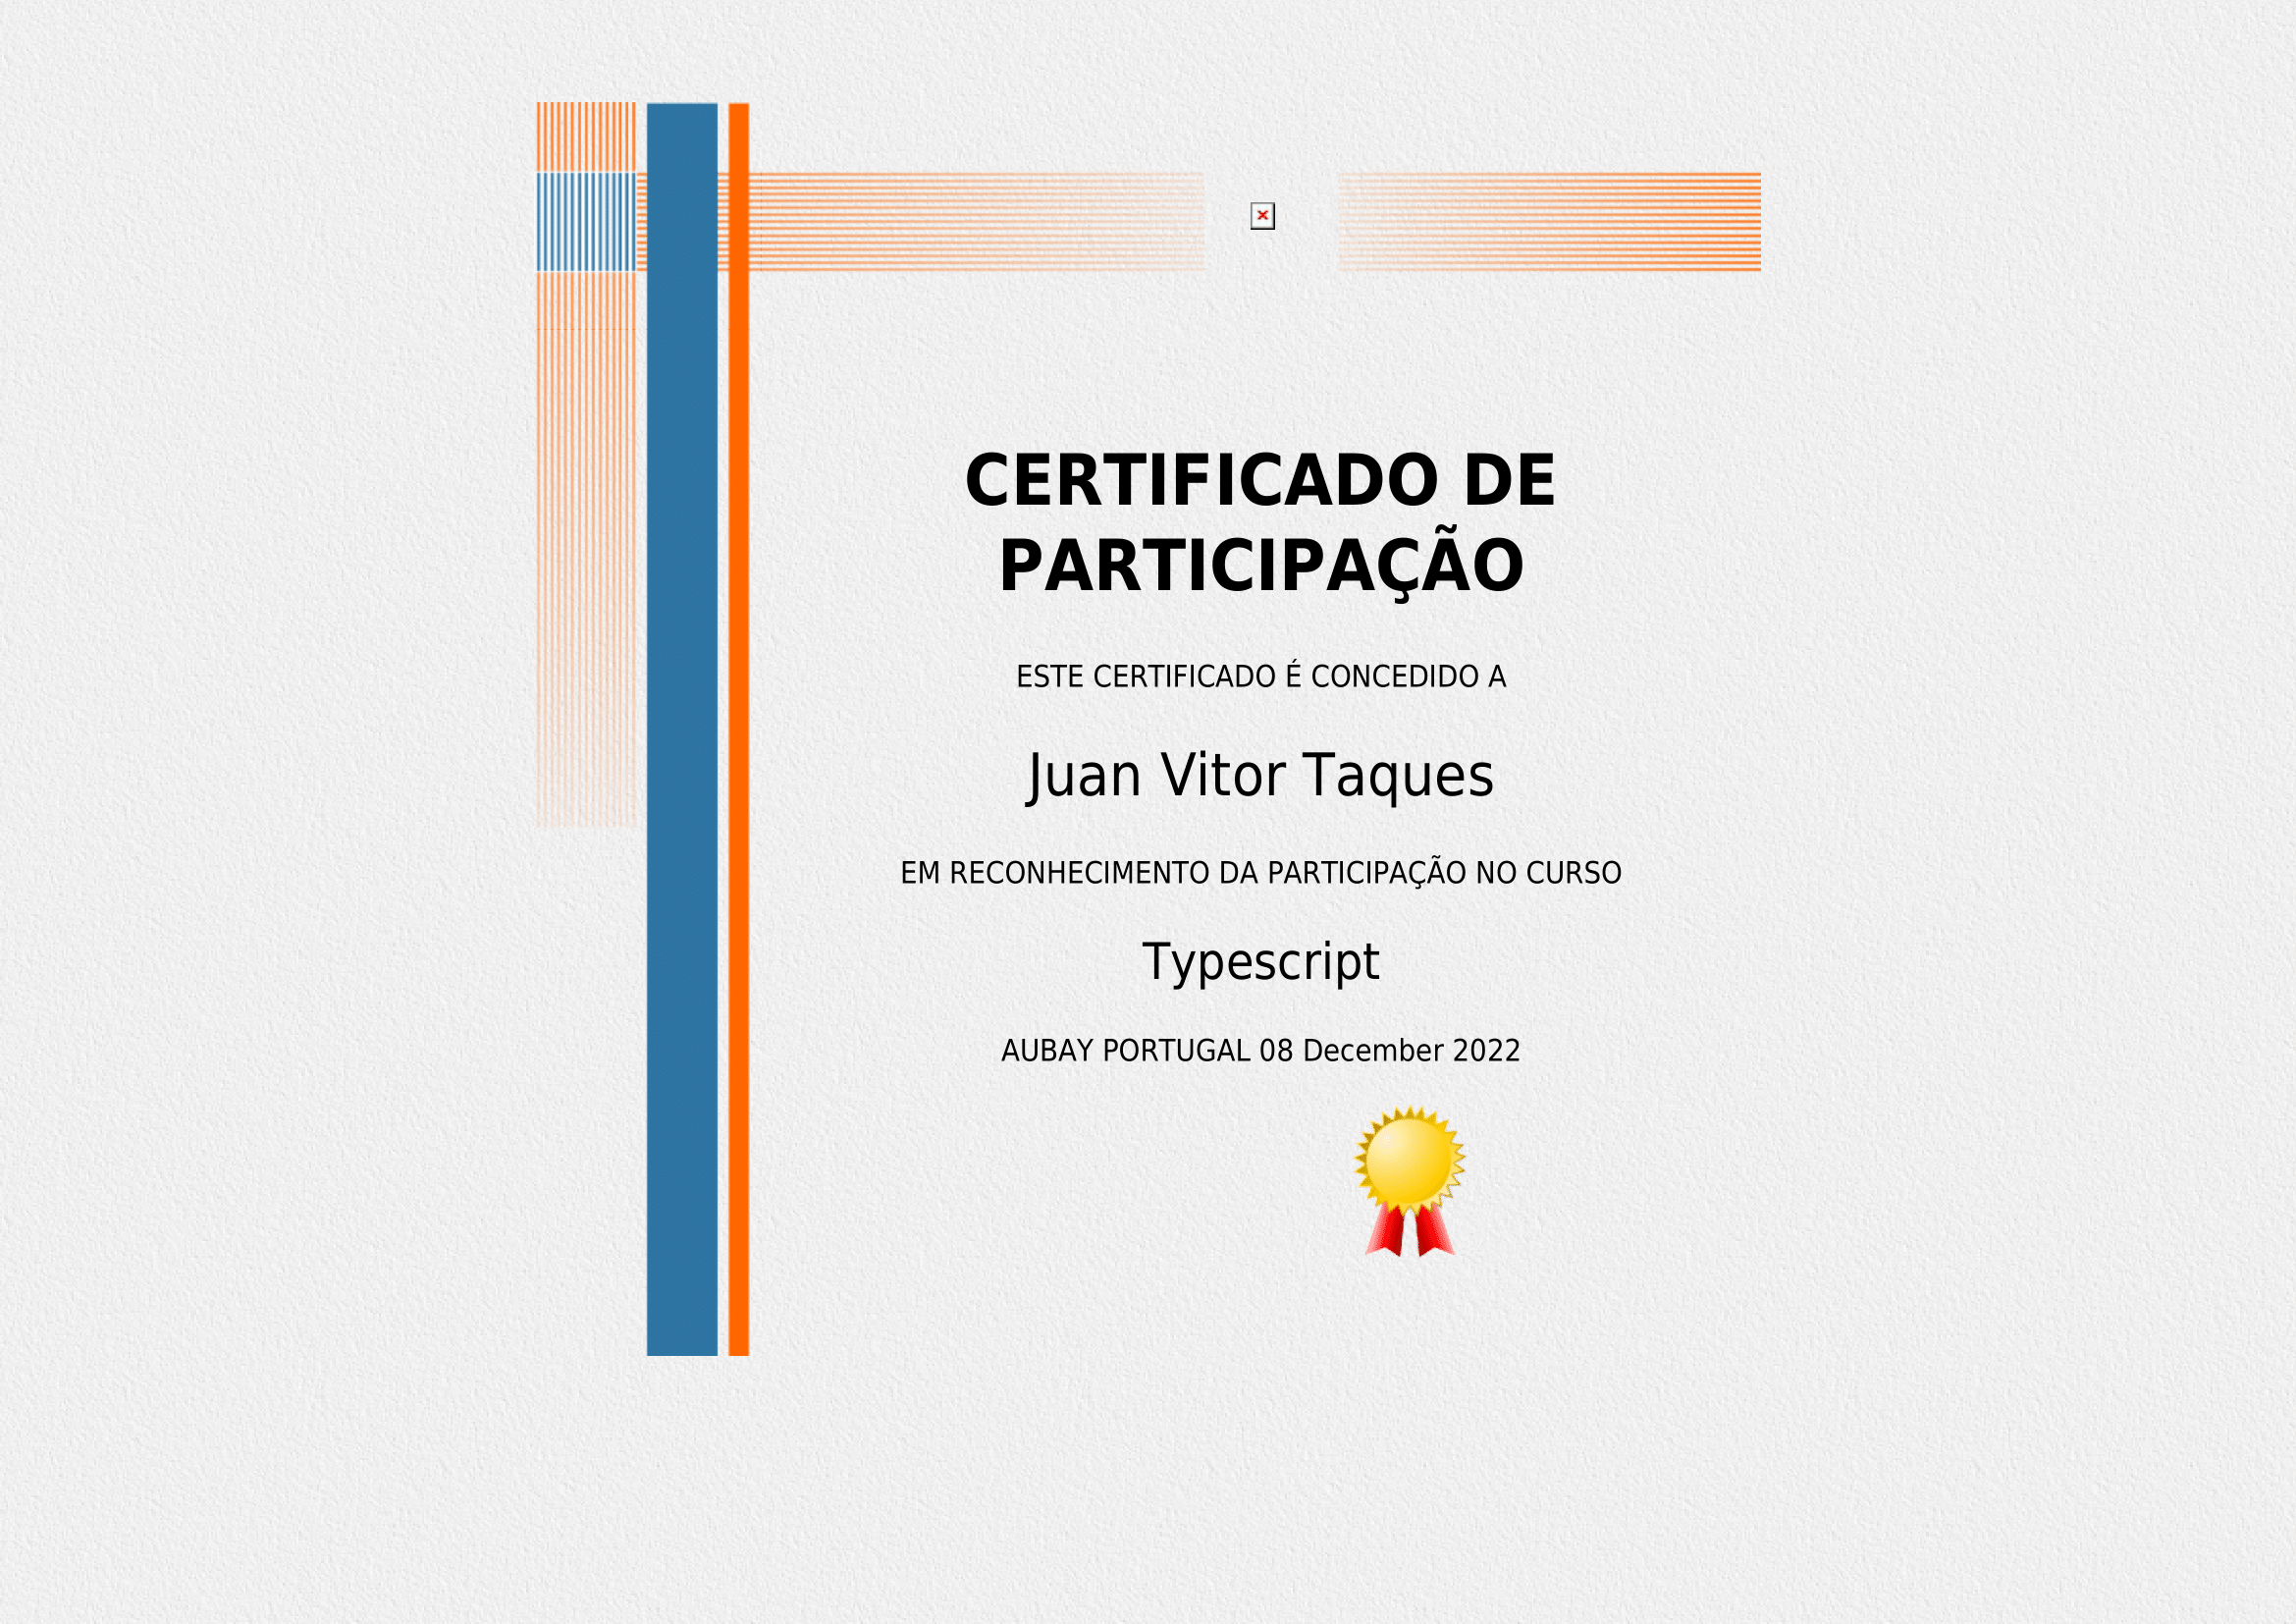 CERTIFICADO DE
PARTICIPAÇÃO
ESTE CERTIFICADO É CONCEDIDO A
Juan Vitor Taques
EM RECONHECIMENTO DA PARTICIPAÇÃO NO CURSO
Typescript
AUBAY PORTUGAL 08 December 2022